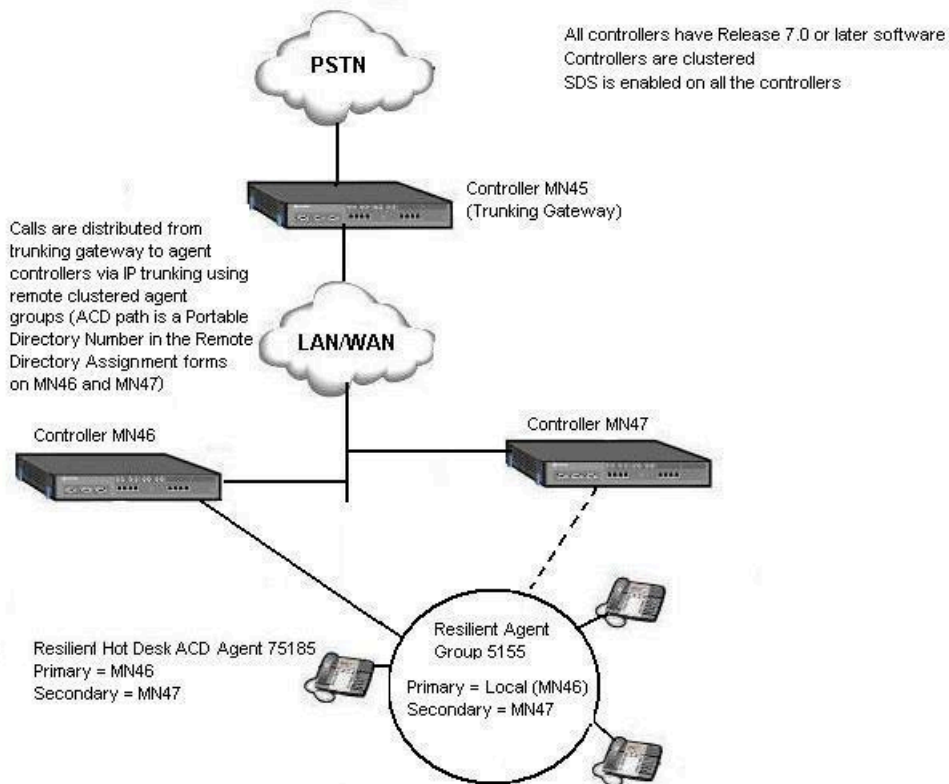 PSTN
All controllers have Release 7.0 or later software
Controllers are clustered
SDS is enabled on all the controllers
Controller MN45
(Trunking Gateway)
Calls are distributed from
trunking gateway to agent
controllers via IP trunking using
remote clustered agent
groups (ACD path is a Portable
Directory Number in the Remote
Directory Assignment forms
on MN46 and MN47)
LAN/WAN
Controller MN46
Controller MN47
Resilient Hot Desk ACD Agent 75185
Primary = MN46
Secondary = MN47
Resilient Agent
Group 5155
Primary = Local (MN46)
Secondary = MN47